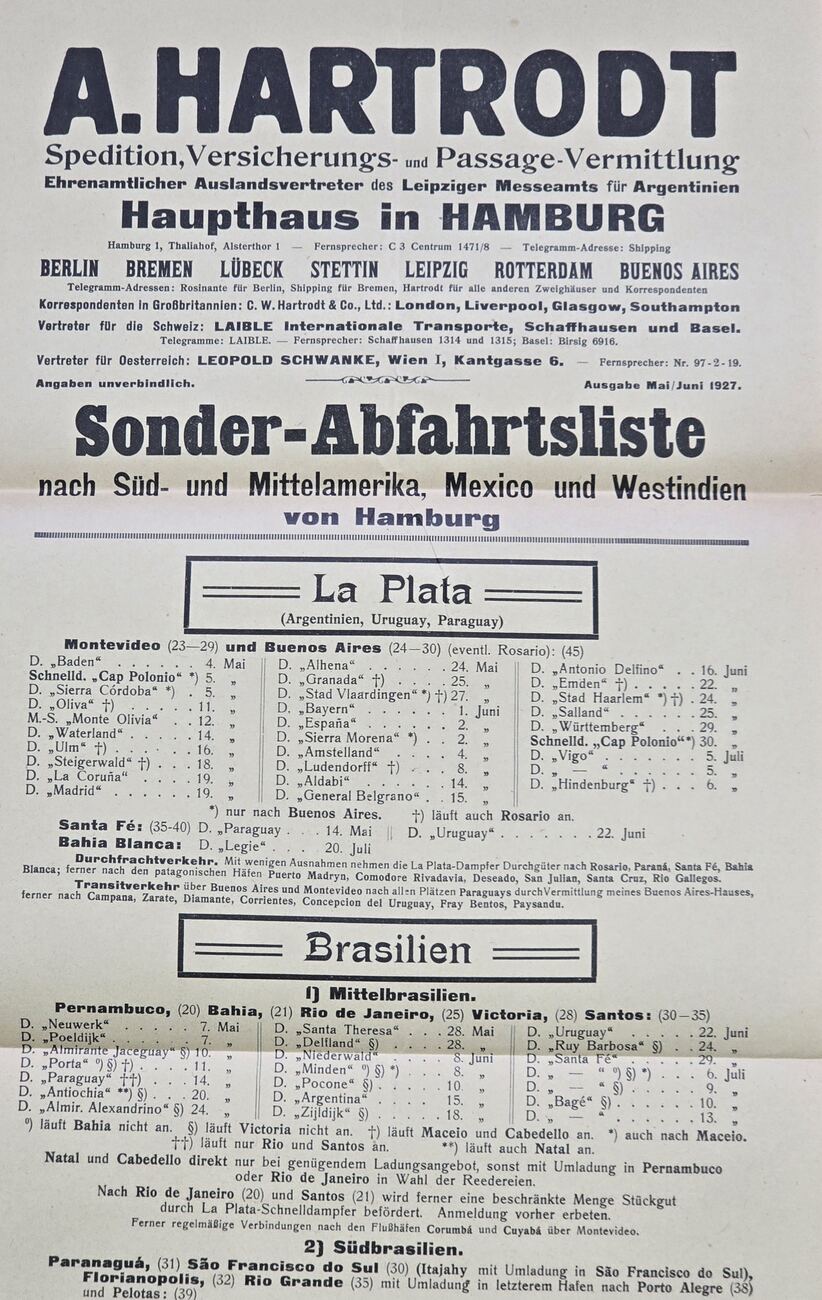 A. HARTRODT
Spedition, Versicherungs- und Passage-Vermittlung
Ehrenamtlicher Auslandsvertreter des Leipziger Messeamts für Argentinien
Haupthaus in HAMBURG
Hamburg 1, Thaliahof, Alsterthor 1 — Fernsprecher: C 3 Centrum 1471/8 — Telegramm-Adresse: Shipping
BERLIN BREMEN LÜBECK STETTIN LEIPZIG ROTTERDAM BUENOS AIRES
Telegramm-Adressen: Rosinante für Berlin, Shipping für Bremen, Hartrodt für alle anderen Zweighäuser und Korrespondenten
Korrespondenten in Großbritannien: C. W. Hartrodt & Co., Ltd.: London, Liverpool, Glasgow, Southampton
Vertreter für die Schweiz: LAIBLE Internationale Transporte, Schaffhausen und Basel.
Telegramme: LAIBLE. — Fernsprecher: Schaffhausen 1314 und 1315; Basel: Birsig 6916.
Vertreter für Oesterreich: LEOPOLD SCHWANKE, Wien I, Kantgasse 6. — Fernsprecher: Nr. 97-2-19.
Angaben unverbindlich. Ausgabe Mai/Juni 1927.
Sonder-Abfahrtsliste
nach Süd- und Mittelamerika, Mexico und Westindien
von Hamburg
La Plata
(Argentinien, Uruguay, Paraguay)
Montevideo (23—29) und Buenos Aires (24—30) (eventl. Rosario): (45)
D. „Baden“ . . . . . . 4. Mai
Schnelld. „Cap Polonio“ *) 5. „
D. „Sierra Córdoba“ *) . 5. „
D. „Oliva“ †) . . . . . 11. „
M.-S. „Monte Olivia“ . . 12. „
D. „Waterland“ . . . . 14. „
D. „Ulm“ †) . . . . . 16. „
D. „Steigerwald“ †) . . . 18. „
D. „La Coruña“ . . . . 19. „
D. „Madrid“ . . . . . 19. „
D. „Alhena“ . . . . . . 24. Mai
D. „Granada“ †) . . . . 25. „
D. „Stad Vlaardingen“ *) †) 27. „
D. „Bayern“ . . . . . . 1. Juni
D. „España“ . . . . . . 2. „
D. „Sierra Morena“ *) . . 2. „
D. „Amstelland“ . . . . 4. „
D. „Ludendorff“ †) . . . 8. „
D. „Aldabi“ . . . . . . 14. „
D. „General Belgrano“ . . 15. „
D. „Antonio Delfino“ . . 16. Juni
D. „Emden“ †) . . . . . 22. „
D. „Stad Haarlem“ *) †) . 24. „
D. „Salland“ . . . . . 25. „
D. „Württemberg“ . . . 29. „
Schnelld. „Cap Polonio“ *) 30. „
D. „Vigo“ . . . . . . 5. Juli
D. „ — “ . . . . . . 5. „
D. „Hindenburg“ †) . . . 6. „
*) nur nach Buenos Aires. †) läuft auch Rosario an.
Santa Fé: (35-40) D. „Paraguay . . . 14. Mai D. „Uruguay“ . . . . . . . 22. Juni
Bahia Blanca: D. „Legie“ . . . 20. Juli
Durchfrachtverkehr. Mit wenigen Ausnahmen nehmen die La Plata-Dampfer Durchgüter nach Rosario, Paraná, Santa Fé, Bahia
Blanca; ferner nach den patagonischen Häfen Puerto Madryn, Comodore Rivadavia, Deseado, San Julian, Santa Cruz, Rio Gallegos.
Transitverkehr über Buenos Aires und Montevideo nach allen Plätzen Paraguays durch Vermittlung meines Buenos Aires-Hauses,
ferner nach Campana, Zarate, Diamante, Corrientes, Concepcion del Uruguay, Fray Bentos, Paysandu.
Brasilien
1) Mittelbrasilien.
Pernambuco, (20) Bahia, (21) Rio de Janeiro, (25) Victoria, (28) Santos: (30—35)
D. „Neuwerk“ . . . . . 7. Mai
D. „Poeldijk“ . . . . . 7. „
D. „Almirante Jaceguay“ §) 10. „
D. „Porta“ ⁰) §) †) . . . 11. „
D. „Paraguay“ ††) . . . 14. „
D. „Antiochia“ **) §) . . 20. „
D. „Almir. Alexandrino“ §) 24. „
D. „Santa Theresa“ . . . 28. Mai
D. „Delfland“ §) . . . . 28. „
D. „Niederwald“ . . . . 8. Juni
D. „Minden“ ⁰) §) *) . . . 8. „
D. „Pocone“ §) . . . . . 10. „
D. „Argentina“ . . . . 15. „
D. „Zijldijk“ §) . . . . 18. „
D. „Uruguay“ . . . . . 22. Juni
D. „Ruy Barbosa“ §) . . 24. „
D. „Santa Fé“ . . . . . 29. „
D. „ — “ ⁰) §) *) . . . 6. Juli
D. „ — “ §) . . . . . 9. „
D. „Bagé“ §) . . . . . 10. „
D. „ — “ . . . . . . 13. „
⁰) läuft Bahia nicht an. §) läuft Victoria nicht an. †) läuft Maceio und Cabedello an. *) auch nach Maceio.
††) läuft nur Rio und Santos an. **) läuft auch Natal an.
Natal und Cabedello direkt nur bei genügendem Ladungsangebot, sonst mit Umladung in Pernambuco
oder Rio de Janeiro in Wahl der Reedereien.
Nach Rio de Janeiro (20) und Santos (21) wird ferner eine beschränkte Menge Stückgut
durch La Plata-Schnelldampfer befördert. Anmeldung vorher erbeten.
Ferner regelmäßige Verbindungen nach den Flußhäfen Corumbá und Cuyabá über Montevideo.
2) Südbrasilien.
Paranaguá, (31) São Francisco do Sul (30) (Itajahy mit Umladung in São Francisco do Sul),
Florianopolis, (32) Rio Grande (35) mit Umladung in letzterem Hafen nach Porto Alegre (38)
und Pelotas: (39)